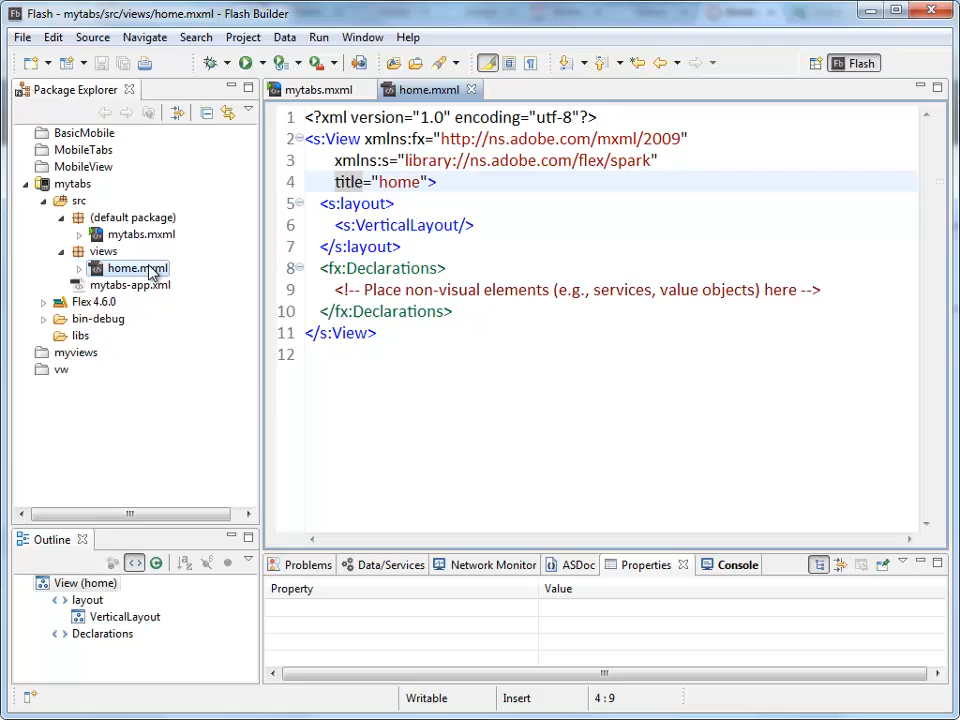 Fb Flash - mytabs/src/views/home.mxml - Flash Builder
File Edit Source Navigate Search Project Data Run Window Help
Fb Flash
Package Explorer
mytabs.mxml
home.mxml
BasicMobile
MobileTabs
MobileView
mytabs
src
(default package)
mytabs.mxml
views
home.mxml
mytabs-app.xml
Flex 4.6.0
bin-debug
libs
myviews
vw
1 <?xml version="1.0" encoding="utf-8"?>
2 <s:View xmlns:fx="http://ns.adobe.com/mxml/2009"
3 xmlns:s="library://ns.adobe.com/flex/spark"
4 title="home">
5 <s:layout>
6 <s:VerticalLayout/>
7 </s:layout>
8 <fx:Declarations>
9 <!-- Place non-visual elements (e.g., services, value objects) here -->
10 </fx:Declarations>
11 </s:View>
12
Outline
View (home)
layout
VerticalLayout
Declarations
Problems Data/Services Network Monitor ASDoc Properties Console
Property Value
Writable Insert 4 : 9